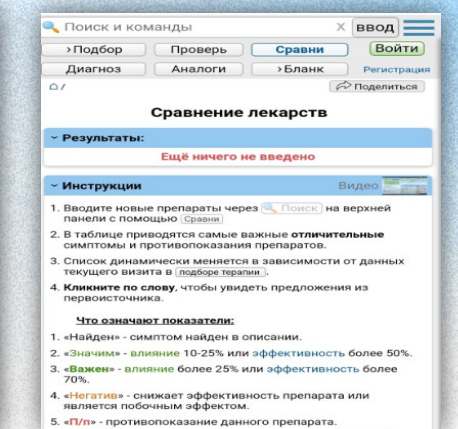 Поиск и команды X ввод
›Подбор Проверь Сравни Войти
Диагноз Аналоги ›Бланк Регистрация
/ Поделиться
Сравнение лекарств
Результаты:
Ещё ничего не введено
Инструкции Видео
1. Вводите новые препараты через Поиск на верхней
панели с помощью Сравни
2. В таблице приводятся самые важные отличительные
симптомы и противопоказания препаратов.
3. Список динамически меняется в зависимости от данных
текущего визита в подборе терапии.
4. Кликните по слову, чтобы увидеть предложения из
первоисточника.
Что означают показатели:
1. «Найден» - симптом найден в описании.
2. «Значим» - влияние 10-25% или эффективность более 50%.
3. «Важен» - влияние более 25% или эффективность более
70%.
4. «Негатив» - снижает эффективность препарата или
является побочным эффектом.
5. «П/п» - противопоказание данного препарата.